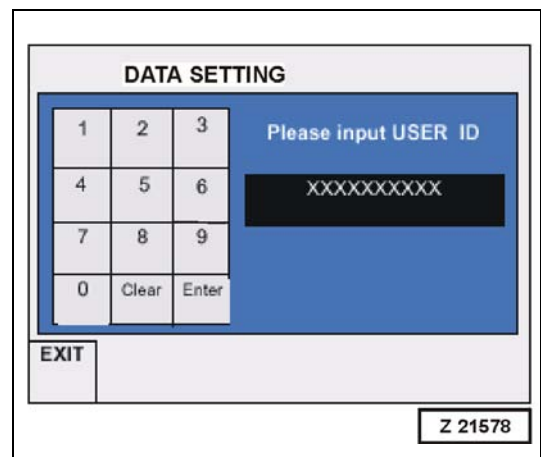 DATA SETTING
1 2 3 Please input USER ID
4 5 6 XXXXXXXXXX
7 8 9
0 Clear Enter
EXIT
Z 21578